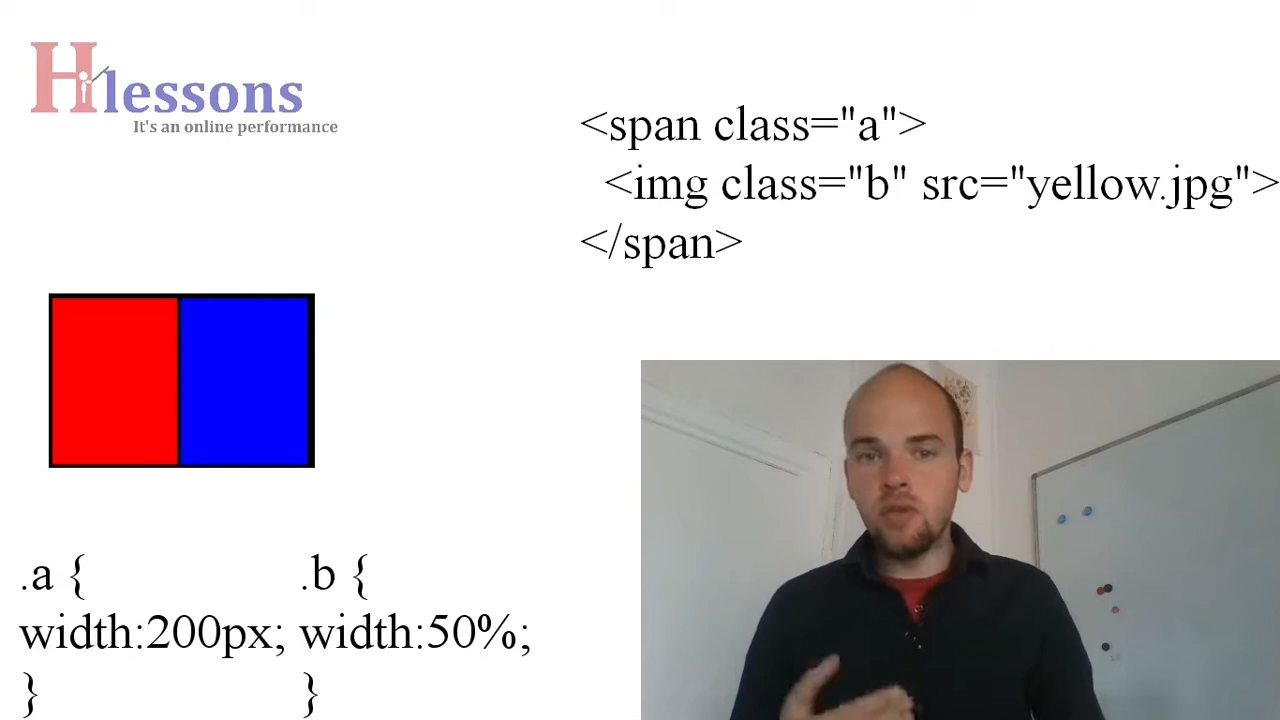 Hilessons
It's an online performance
<span class="a">
<img class="b" src="yellow.jpg">
</span>
.a {
width:200px;
}
.b {
width:50%;
}